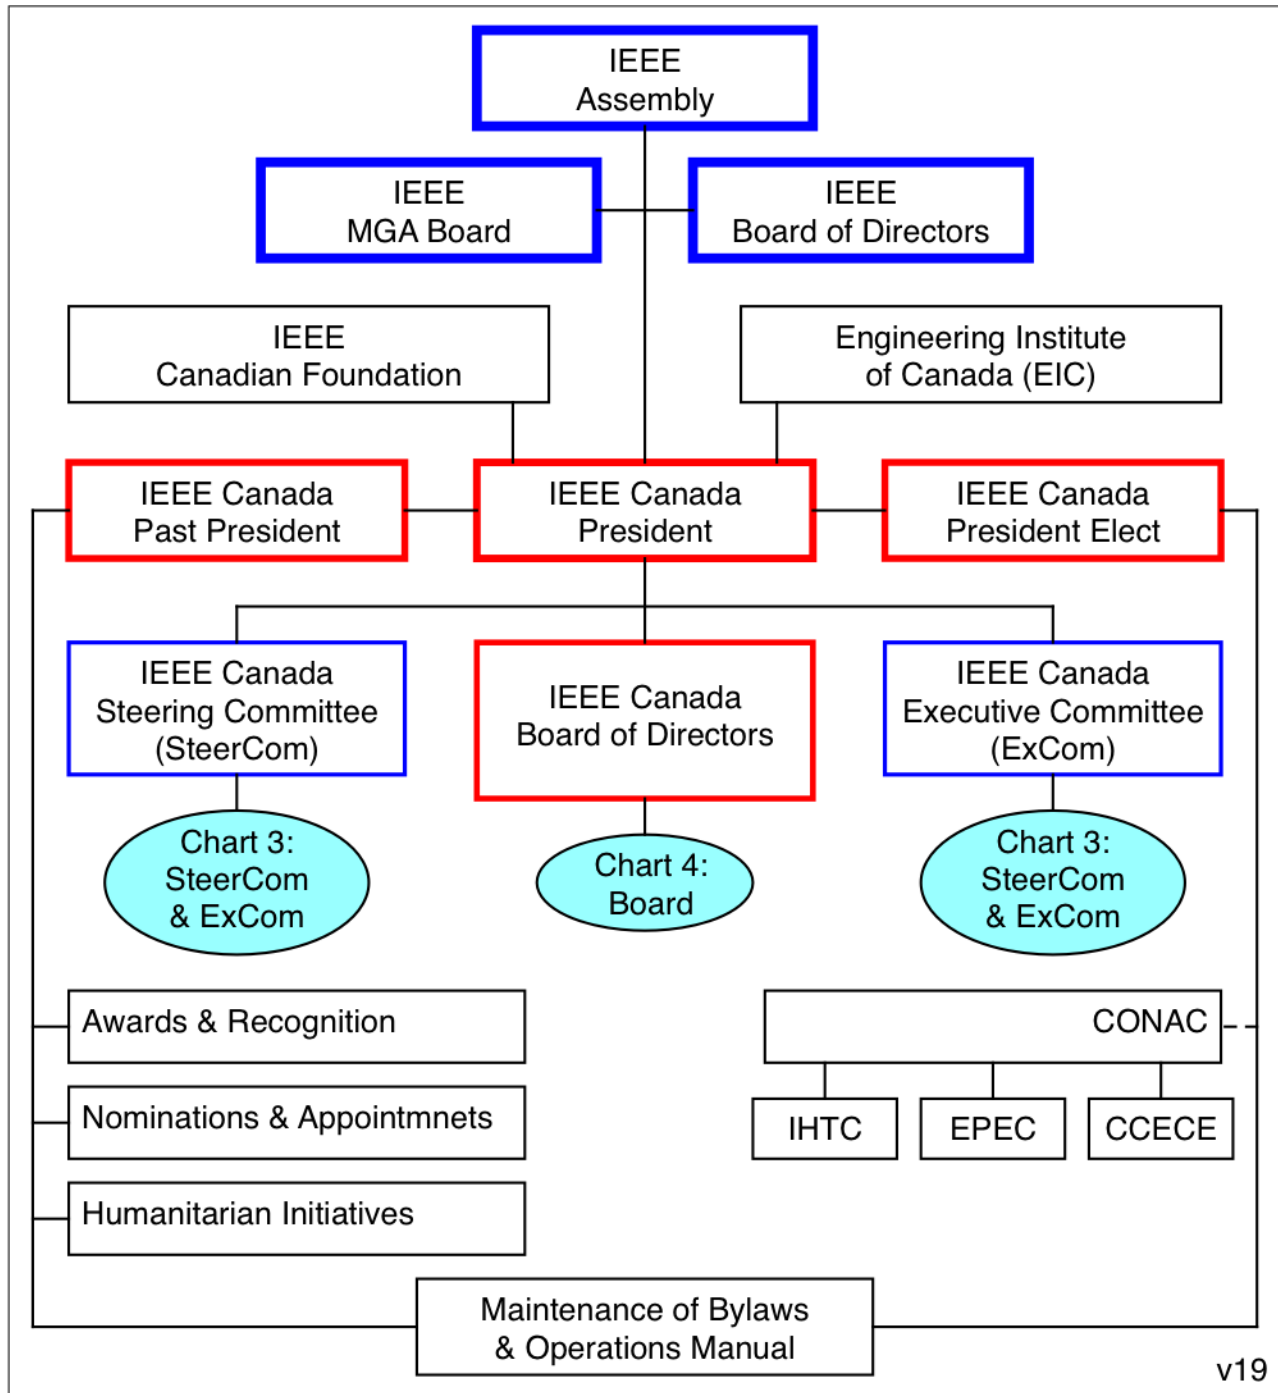 IEEE
Assembly
IEEE
MGA Board
IEEE
Board of Directors
IEEE
Canadian Foundation
Engineering Institute
of Canada (EIC)
IEEE Canada
Past President
IEEE Canada
President
IEEE Canada
President Elect
IEEE Canada
Steering Committee
(SteerCom)
IEEE Canada
Board of Directors
IEEE Canada
Executive Committee
(ExCom)
Chart 3:
SteerCom
& ExCom
Chart 4:
Board
Chart 3:
SteerCom
& ExCom
Awards & Recognition
Nominations & Appointmnets
Humanitarian Initiatives
CONAC
IHTC
EPEC
CCECE
Maintenance of Bylaws
& Operations Manual
v19